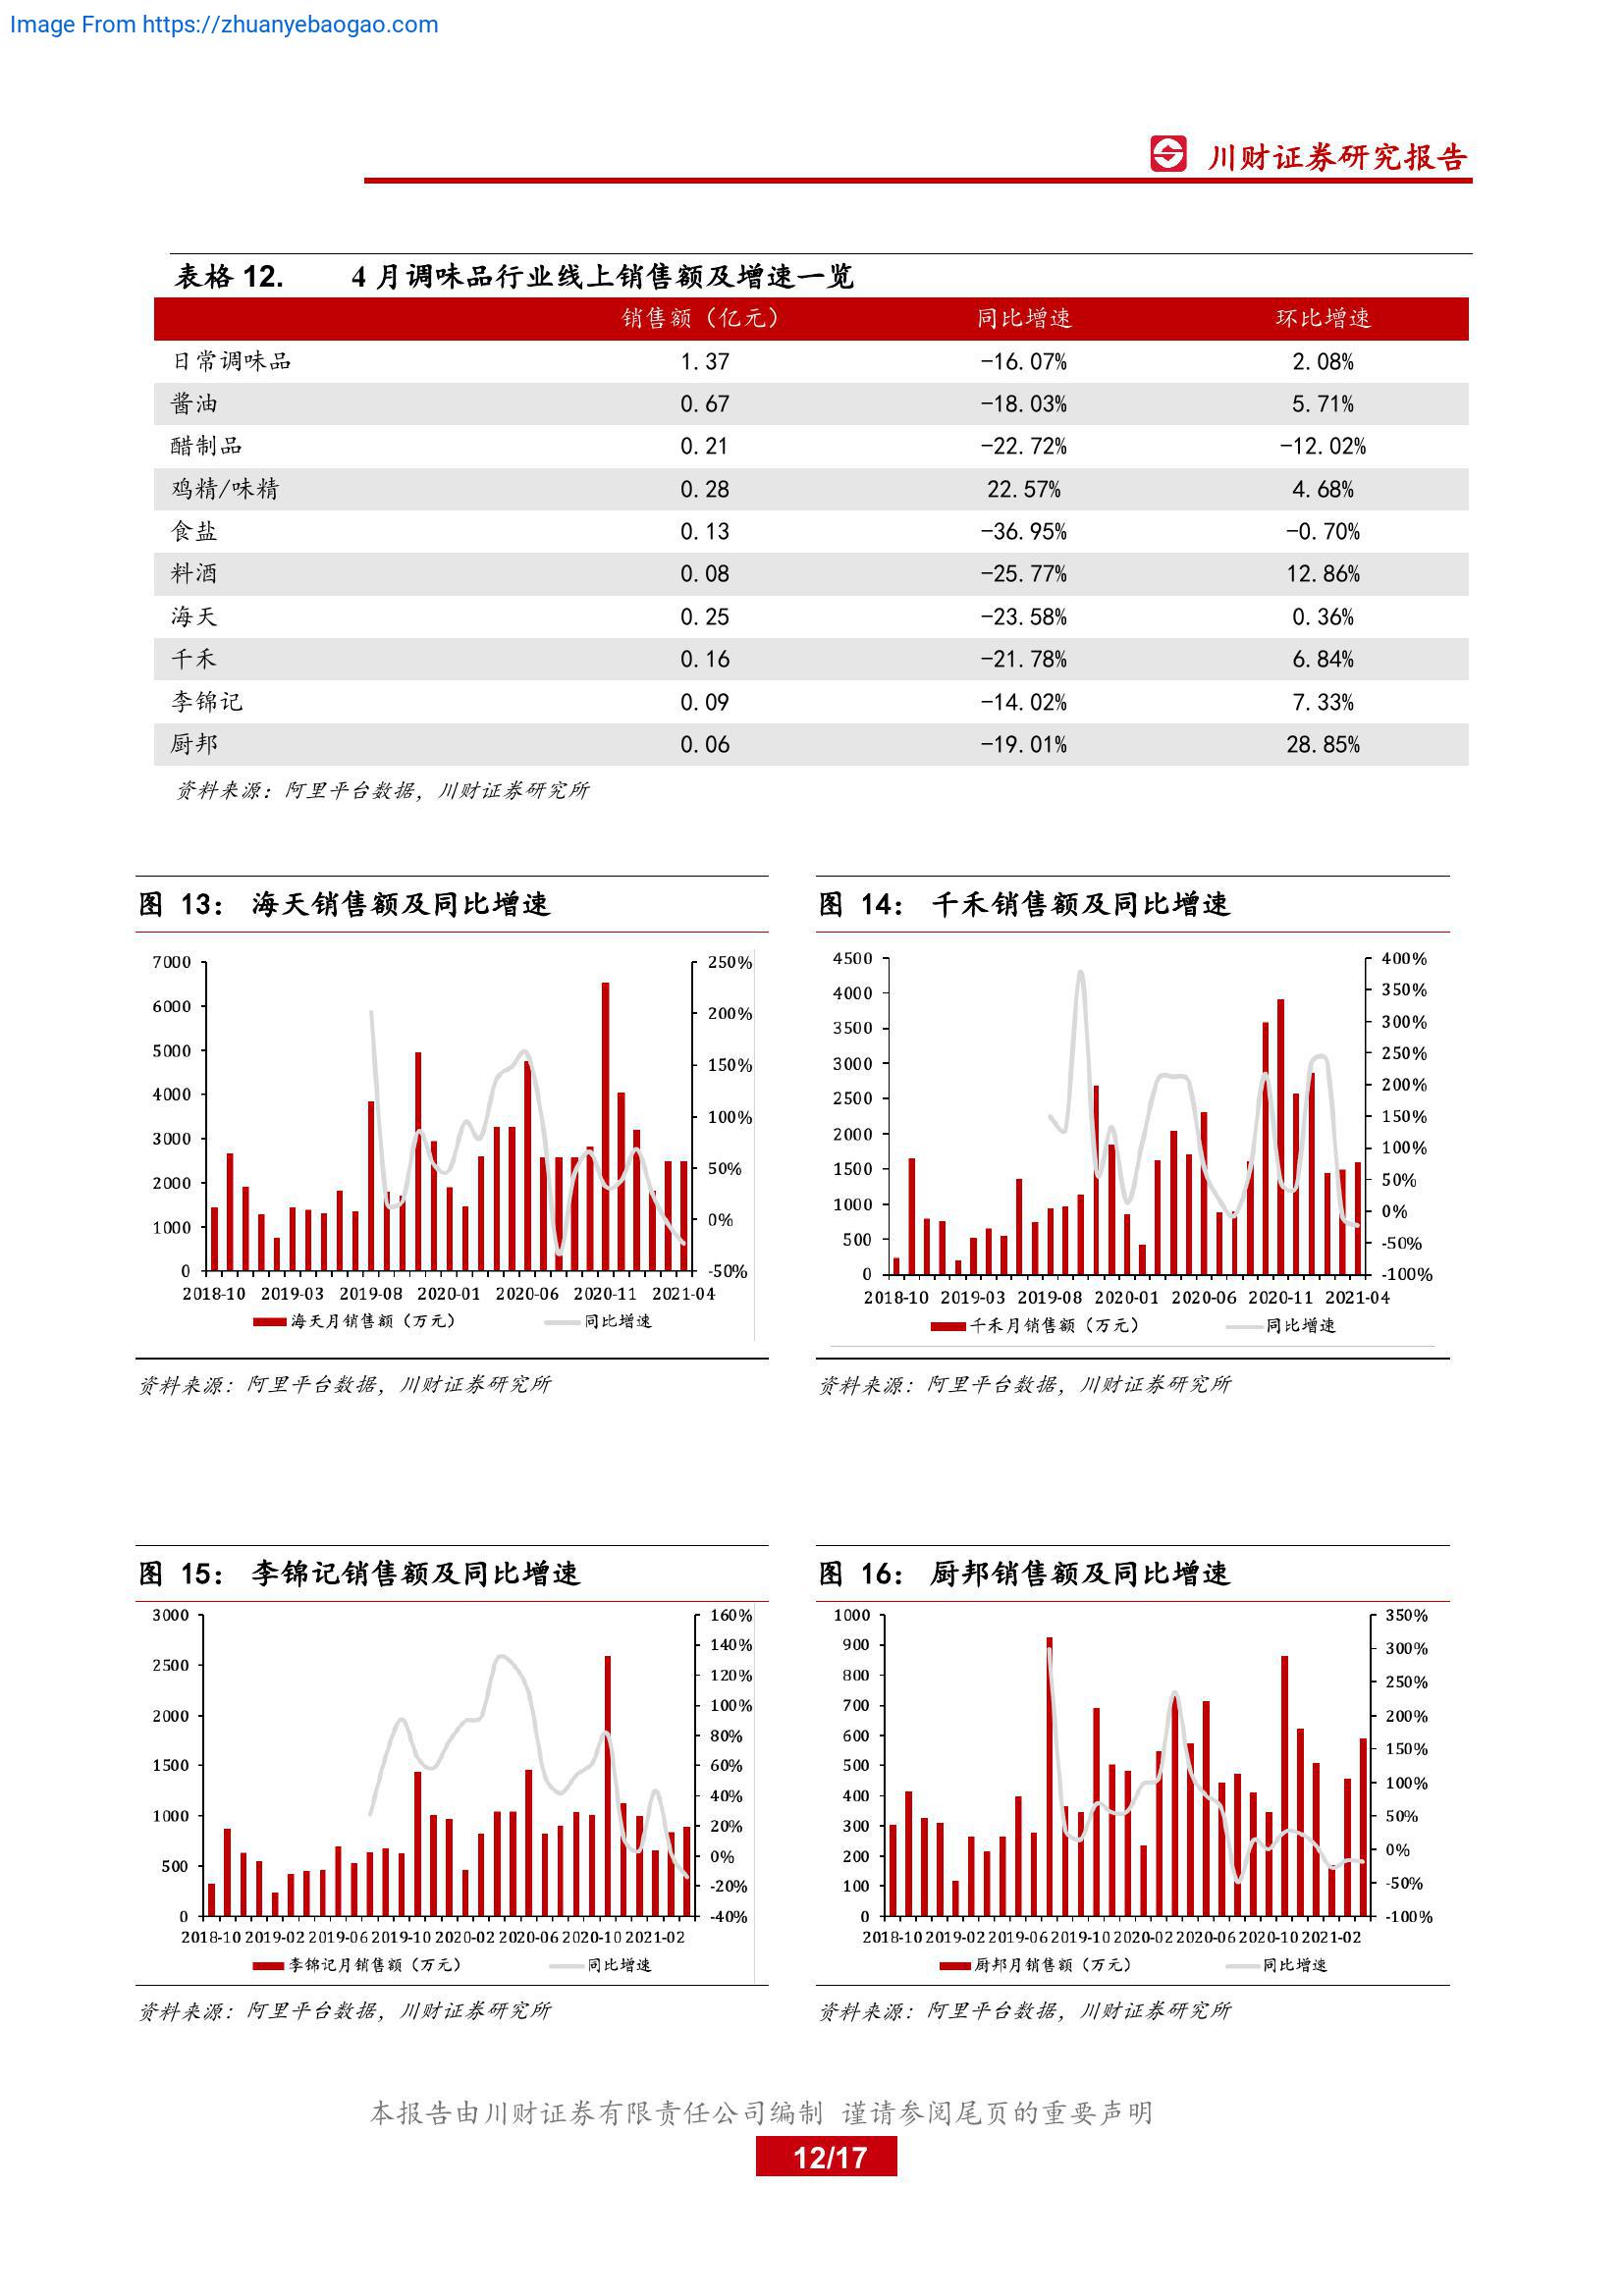 Image From https://zhuanyebaogao.com
川财证券研究报告
表格 12. 4 月调味品行业线上销售额及增速一览
销售额（亿元） 同比增速 环比增速
日常调味品 1.37 -16.07% 2.08%
酱油 0.67 -18.03% 5.71%
醋制品 0.21 -22.72% -12.02%
鸡精/味精 0.28 22.57% 4.68%
食盐 0.13 -36.95% -0.70%
料酒 0.08 -25.77% 12.86%
海天 0.25 -23.58% 0.36%
千禾 0.16 -21.78% 6.84%
李锦记 0.09 -14.02% 7.33%
厨邦 0.06 -19.01% 28.85%
资料来源：阿里平台数据，川财证券研究所
图 13： 海天销售额及同比增速
7000 250%
6000 200%
5000 150%
4000 100%
3000 50%
2000 0%
1000 -50%
0
2018-10 2019-03 2019-08 2020-01 2020-06 2020-11 2021-04
海天月销售额（万元） 同比增速
资料来源：阿里平台数据，川财证券研究所
图 14： 千禾销售额及同比增速
4500 400%
4000 350%
3500 300%
3000 250%
2500 200%
2000 150%
1500 100%
1000 50%
500 0%
0 -50%
-100%
2018-10 2019-03 2019-08 2020-01 2020-06 2020-11 2021-04
千禾月销售额（万元） 同比增速
资料来源：阿里平台数据，川财证券研究所
图 15： 李锦记销售额及同比增速
3000 160%
2500 140%
2000 120%
1500 100%
1000 80%
500 60%
0 40%
20%
0%
-20%
-40%
2018-10 2019-02 2019-06 2019-10 2020-02 2020-06 2020-10 2021-02
李锦记月销售额（万元） 同比增速
资料来源：阿里平台数据，川财证券研究所
图 16： 厨邦销售额及同比增速
1000 350%
900 300%
800 250%
700 200%
600 150%
500 100%
400 50%
300 0%
200 -50%
100 -100%
0
2018-10 2019-02 2019-06 2019-10 2020-02 2020-06 2020-10 2021-02
厨邦月销售额（万元） 同比增速
资料来源：阿里平台数据，川财证券研究所
本报告由川财证券有限责任公司编制 谨请参阅尾页的重要声明
12/17